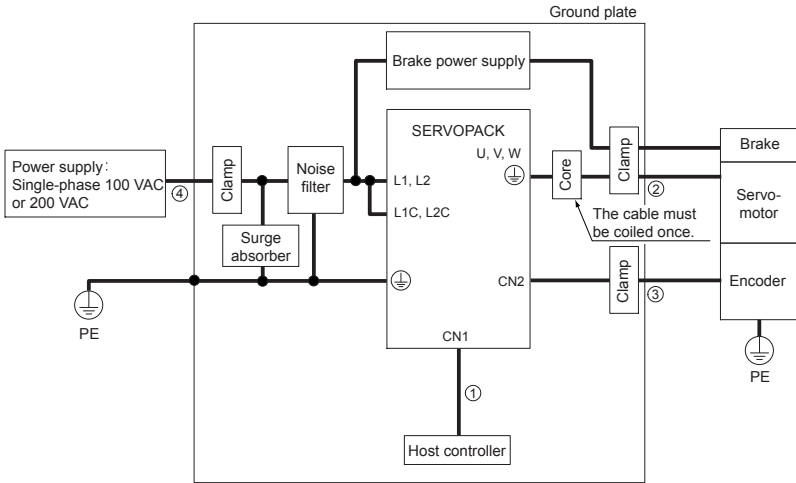 Ground plate
Brake power supply
SERVOPACK
U, V, W
Power supply:
Single-phase 100 VAC
or 200 VAC
④
Clamp
Noise
filter
L1, L2
L1C, L2C
Surge
absorber
Core
Clamp
②
The cable must
be coiled once.
Brake
Servo-
motor
CN2
Clamp
③
Encoder
PE
PE
CN1
①
Host controller